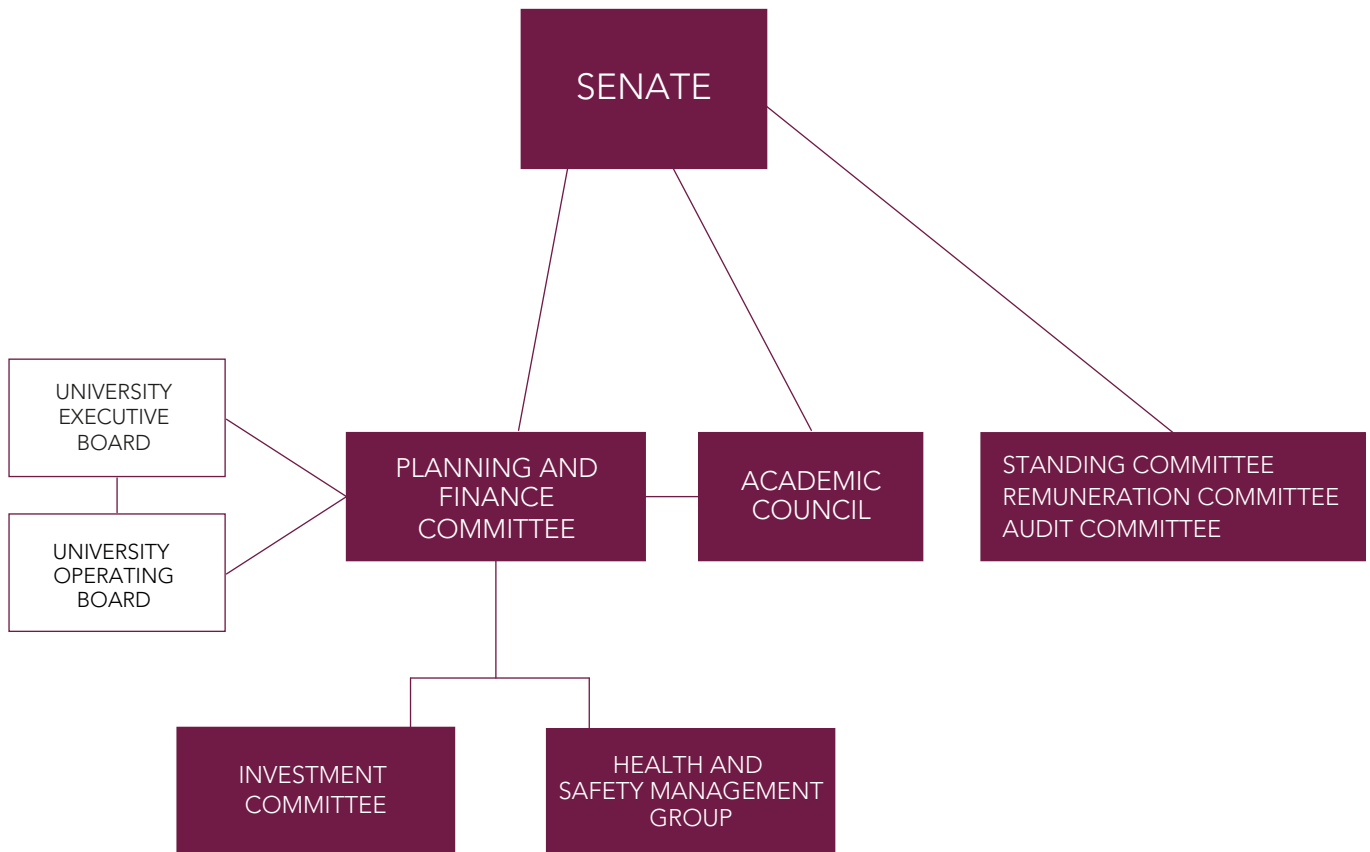 SENATE
UNIVERSITY
EXECUTIVE
BOARD
UNIVERSITY
OPERATING
BOARD
PLANNING AND
FINANCE
COMMITTEE
ACADEMIC
COUNCIL
STANDING COMMITTEE
REMUNERATION COMMITTEE
AUDIT COMMITTEE
INVESTMENT
COMMITTEE
HEALTH AND
SAFETY MANAGEMENT
GROUP